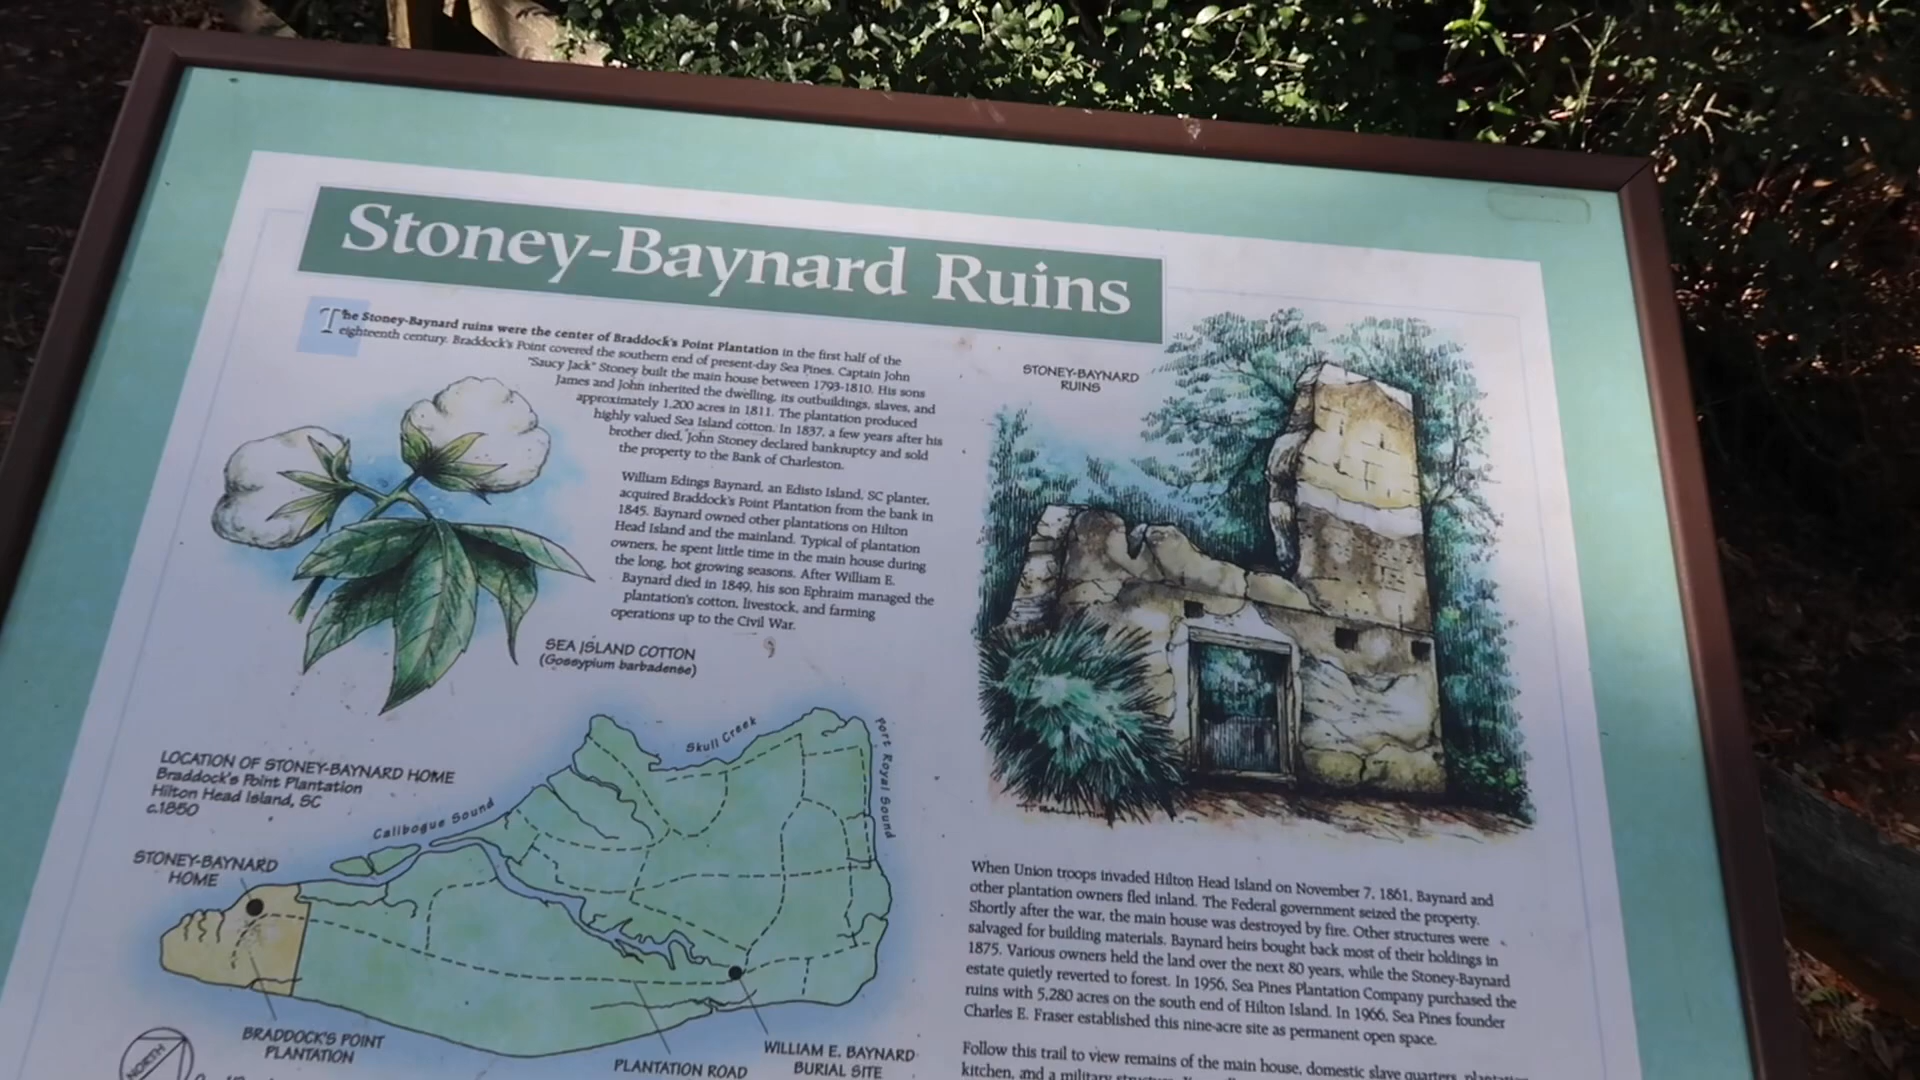 Stoney-Baynard Ruins
The Stoney-Baynard ruins were the center of Braddock's Point Plantation in the first half of the
eighteenth century. Braddock's Point covered the southern end of present-day Sea Pines. Captain John
"Saucy Jack" Stoney built the main house between 1793-1810. His sons
James and John inherited the dwelling, its outbuildings, slaves, and
approximately 1,200 acres in 1811. The plantation produced
highly valued Sea Island cotton. In 1837, a few years after his
brother died, John Stoney declared bankruptcy and sold
the property to the Bank of Charleston.
William Edings Baynard, an Edisto Island, SC planter,
acquired Braddock's Point Plantation from the bank in
1845. Baynard owned other plantations on Hilton
Head Island and the mainland. Typical of plantation
owners, he spent little time in the main house during
the long, hot growing seasons. After William E.
Baynard died in 1849, his son Ephraim managed the
plantation's cotton, livestock, and farming
operations up to the Civil War.
SEA ISLAND COTTON
(Gossypium barbadense)
STONEY-BAYNARD
RUINS
LOCATION OF STONEY-BAYNARD HOME
Braddock's Point Plantation
Hilton Head Island, SC
c.1850
Skull Creek
Port Royal Sound
Calibogue Sound
STONEY-BAYNARD
HOME
BRADDOCK'S POINT
PLANTATION
PLANTATION ROAD
WILLIAM E. BAYNARD
BURIAL SITE
NORTH
When Union troops invaded Hilton Head Island on November 7, 1861, Baynard and
other plantation owners fled inland. The Federal government seized the property.
Shortly after the war, the main house was destroyed by fire. Other structures were
salvaged for building materials. Baynard heirs bought back most of their holdings in
1875. Various owners held the land over the next 80 years, while the Stoney-Baynard
estate quietly reverted to forest. In 1956, Sea Pines Plantation Company purchased the
ruins with 5,280 acres on the south end of Hilton Island. In 1966, Sea Pines founder
Charles E. Fraser established this nine-acre site as permanent open space.
Follow this trail to view remains of the main house, domestic slave quarters,
kitchen, and a military